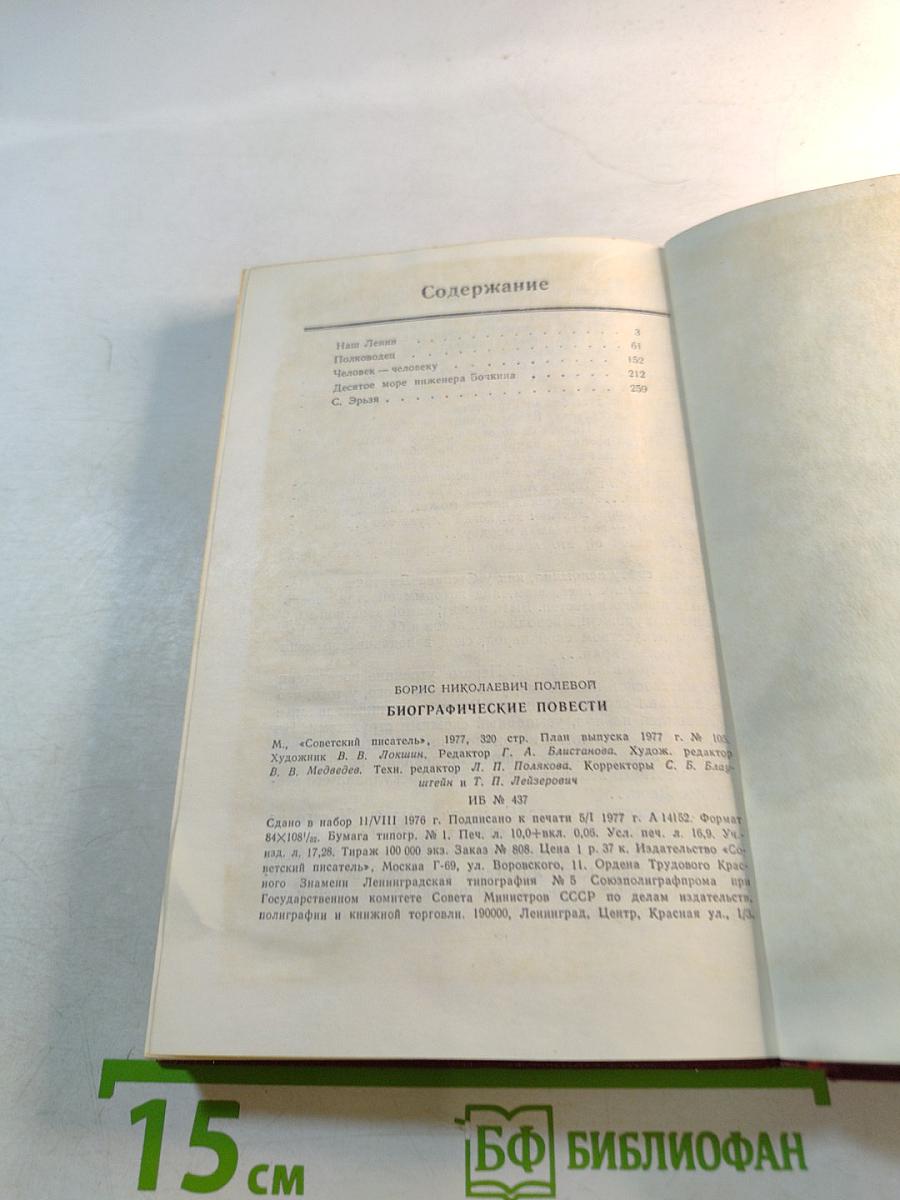 Содержание
Наш Ленин . . . . . . . . . . . . . . . 3
Полководец . . . . . . . . . . . . . . . 61
Человек — человеку . . . . . . . . . . . . . 152
Десятое море инженера Бочкина . . . . . . . 212
С. Эрьзя . . . . . . . . . . . . . . . . 259
БОРИС НИКОЛАЕВИЧ ПОЛЕВОЙ
БИОГРАФИЧЕСКИЕ ПОВЕСТИ
М., «Советский писатель», 1977, 320 стр. План выпуска 1977 г. № 105.
Художник В. В. Локшин. Редактор Г. А. Блистанова. Худож. редактор
В. В. Медведев. Техн. редактор Л. П. Полякова. Корректоры С. Б. Блау-
штейн и Т. П. Лейзерович
ИБ № 437
Сдано в набор 11/VIII 1976 г. Подписано к печати 5/I 1977 г. А 14152. Формат
84×108¹/₃₂. Бумага типогр. № 1. Печ. л. 10,0+вкл. 0,06. Усл. печ. л. 16,9. Уч.-
изд. л. 17,28. Тираж 100 000 экз. Заказ № 808. Цена 1 р. 37 к. Издательство «Со-
ветский писатель», Москва Г-69, ул. Воровского, 11. Ордена Трудового Крас-
ного Знамени Ленинградская типография № 5 Союзполиграфпрома при
Государственном комитете Совета Министров СССР по делам издательств,
полиграфии и книжной торговли. 190000, Ленинград, Центр, Красная ул., 1/3.
15 см
БФ БИБЛИОФАН